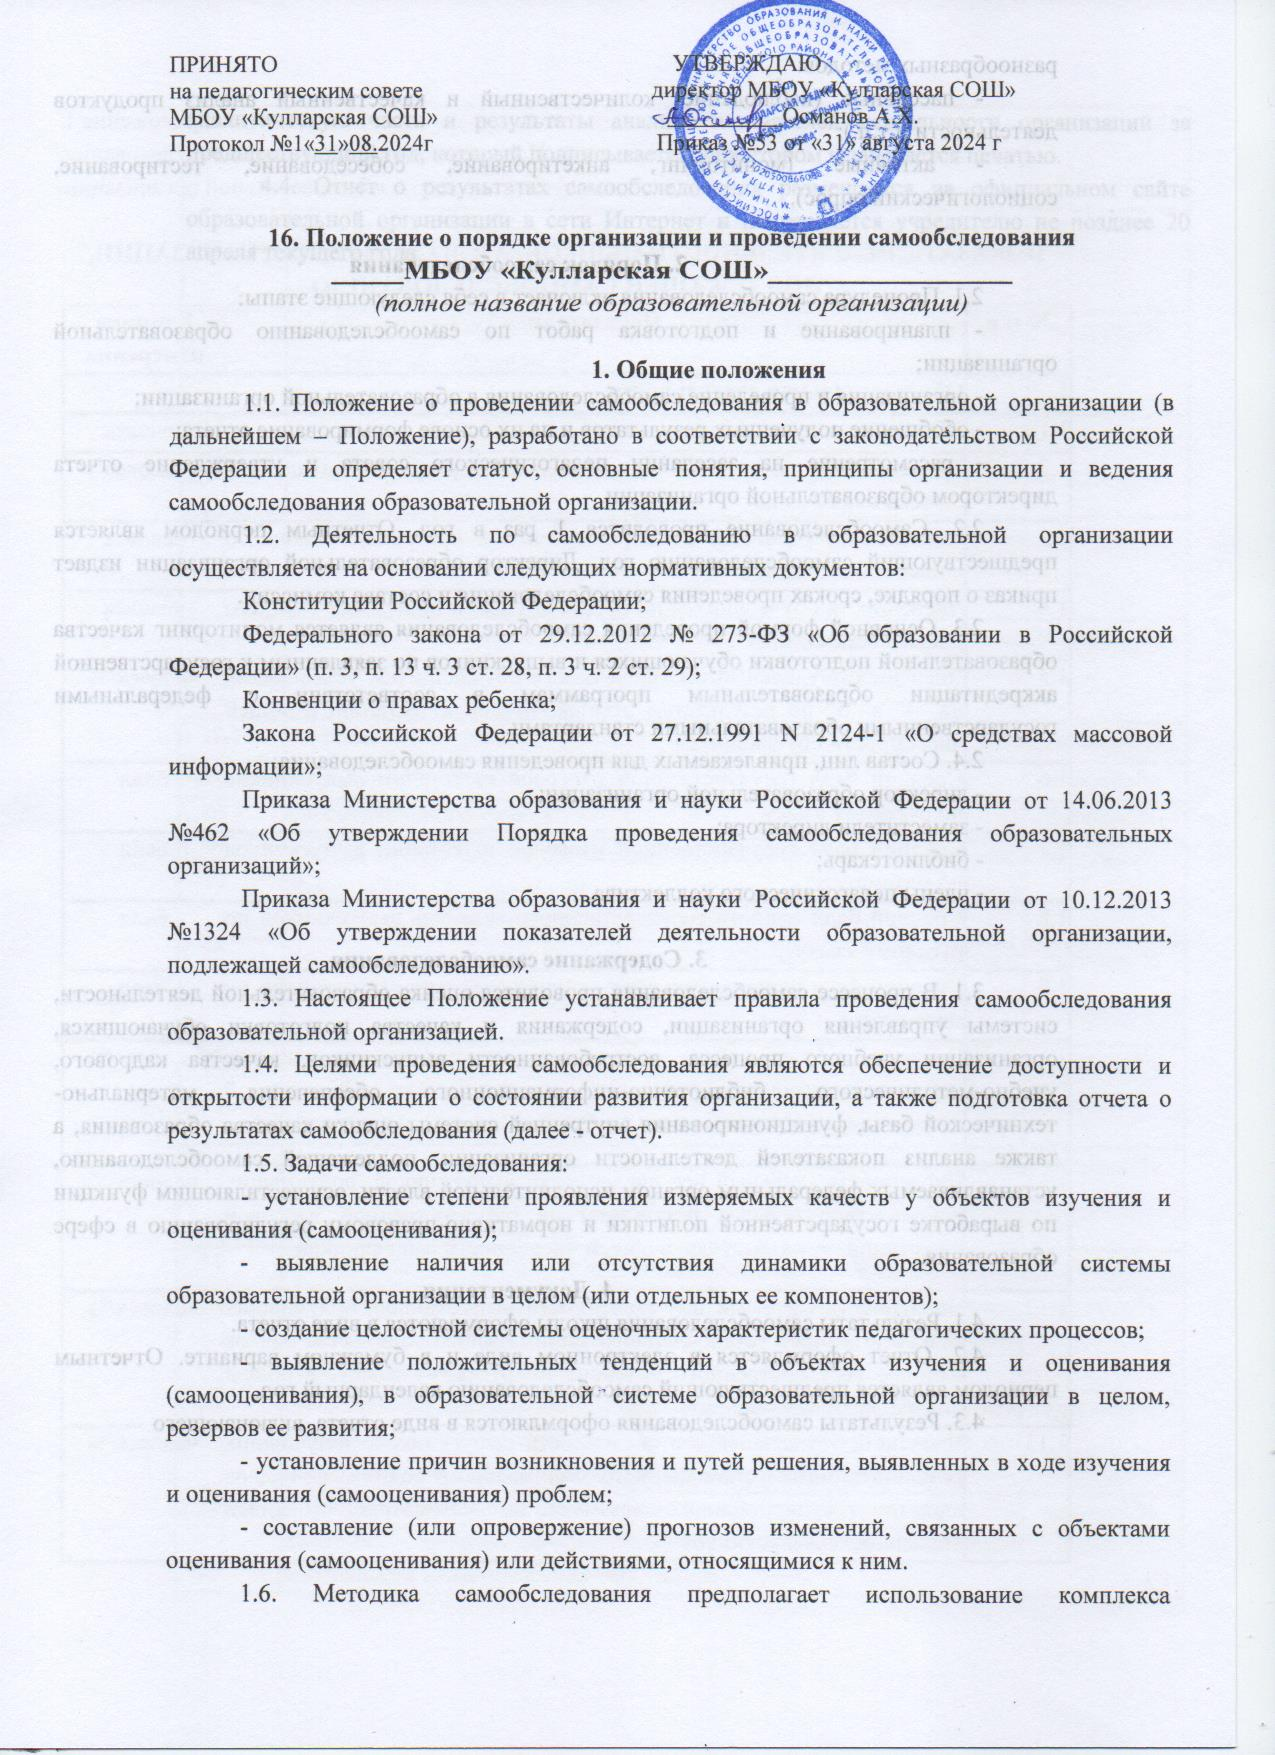 ПРИНЯТО
на педагогическим совете
МБОУ «Кулларская СОШ»
Протокол №1«31»08.2024г
УТВЕРЖДАЮ
директор МБОУ «Кулларская СОШ»
Османов А.Х.
Приказ №53 от «31» августа 2024 г
16. Положение о порядке организации и проведении самообследования
_____МБОУ «Кулларская СОШ»_________________
(полное название образовательной организации)
1. Общие положения
1.1. Положение о проведении самообследования в образовательной организации (в
дальнейшем – Положение), разработано в соответствии с законодательством Российской
Федерации и определяет статус, основные понятия, принципы организации и ведения
самообследования образовательной организации.
1.2. Деятельность по самообследованию в образовательной организации
осуществляется на основании следующих нормативных документов:
Конституции Российской Федерации;
Федерального закона от 29.12.2012 № 273-ФЗ «Об образовании в Российской
Федерации» (п. 3, п. 13 ч. 3 ст. 28, п. 3 ч. 2 ст. 29);
Конвенции о правах ребенка;
Закона Российской Федерации от 27.12.1991 N 2124-1 «О средствах массовой
информации»;
Приказа Министерства образования и науки Российской Федерации от 14.06.2013
№462 «Об утверждении Порядка проведения самообследования образовательных
организаций»;
Приказа Министерства образования и науки Российской Федерации от 10.12.2013
№1324 «Об утверждении показателей деятельности образовательной организации,
подлежащей самообследованию».
1.3. Настоящее Положение устанавливает правила проведения самообследования
образовательной организацией.
1.4. Целями проведения самообследования являются обеспечение доступности и
открытости информации о состоянии развития организации, а также подготовка отчета о
результатах самообследования (далее - отчет).
1.5. Задачи самообследования:
- установление степени проявления измеряемых качеств у объектов изучения и
оценивания (самооценивания);
- выявление наличия или отсутствия динамики образовательной системы
образовательной организации в целом (или отдельных ее компонентов);
- создание целостной системы оценочных характеристик педагогических процессов;
- выявление положительных тенденций в объектах изучения и оценивания
(самооценивания), в образовательной системе образовательной организации в целом,
резервов ее развития;
- установление причин возникновения и путей решения, выявленных в ходе изучения
и оценивания (самооценивания) проблем;
- составление (или опровержение) прогнозов изменений, связанных с объектами
оценивания (самооценивания) или действиями, относящимися к ним.
1.6. Методика самообследования предполагает использование комплекса